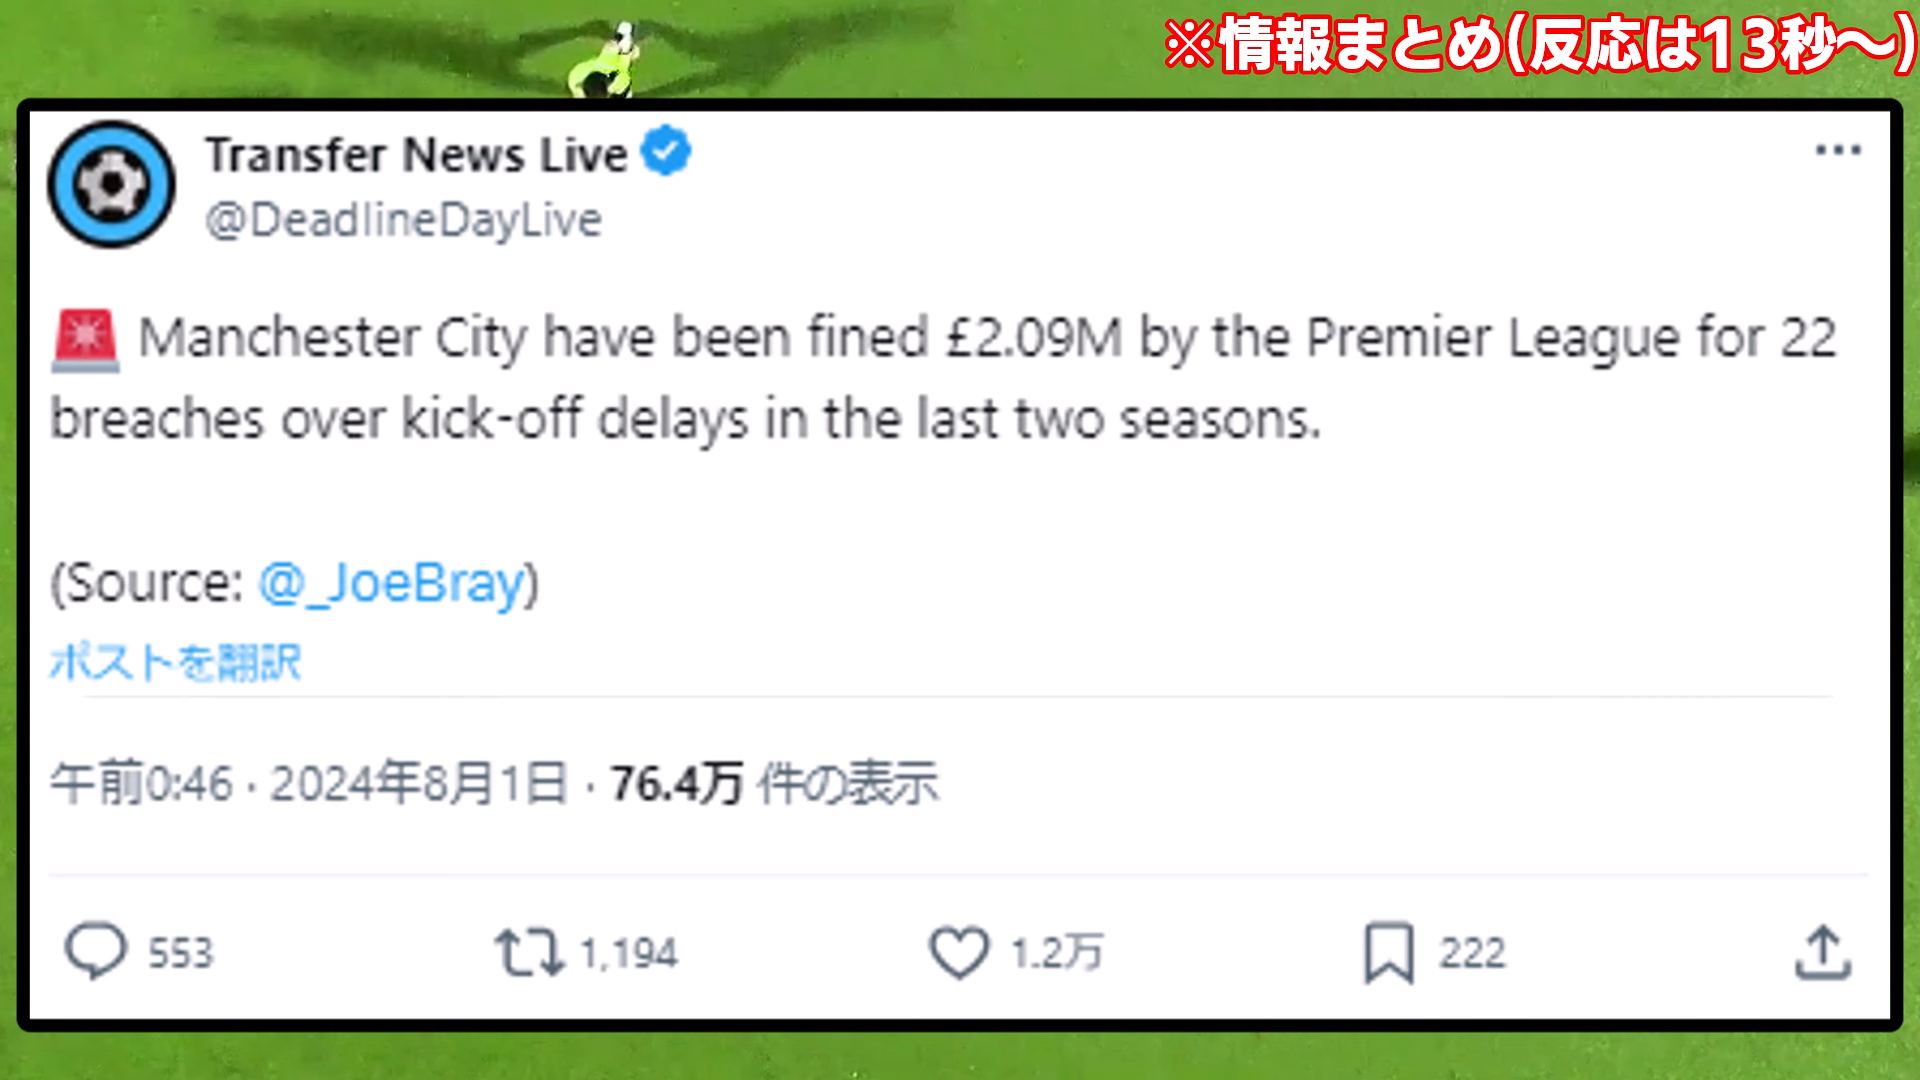 ※情報まとめ(反応は13秒～)
Transfer News Live
@DeadlineDayLive
🚨 Manchester City have been fined £2.09M by the Premier League for 22
breaches over kick-off delays in the last two seasons.
(Source: @_JoeBray)
ポストを翻訳
午前0:46 · 2024年8月1日 · 76.4万 件の表示
553 1,194 1.2万 222